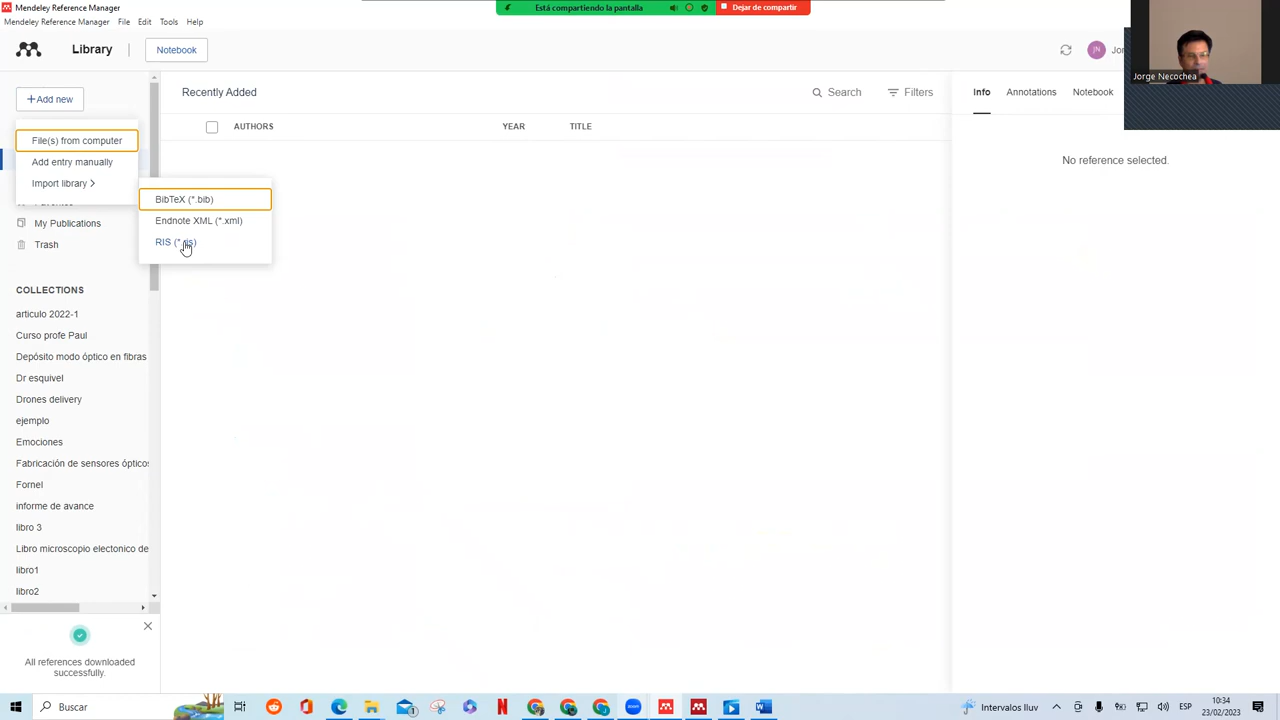 Mendeley Reference Manager
Está compartiendo la pantalla
Dejar de compartir
Mendeley Reference Manager File Edit Tools Help
Library
Notebook
JN
Jorge Necochea
+Add new
File(s) from computer
Add entry manually
Import library
BibTeX (*.bib)
Endnote XML (*.xml)
RIS
My Publications
Trash
COLLECTIONS
articulo 2022-1
Curso profe Paul
Depósito modo óptico en fibras
Dr esquivel
Drones delivery
ejemplo
Emociones
Fabricación de sensores óptico
Fornel
informe de avance
libro 3
Libro microscopio electonico de
libro1
libro2
All references downloaded
successfully.
Recently Added
Search
Filters
AUTHORS YEAR TITLE
Info Annotations Notebook
No reference selected.
Buscar
1
zoom
Intervalos lluv
ESP
10:34
23/02/2023